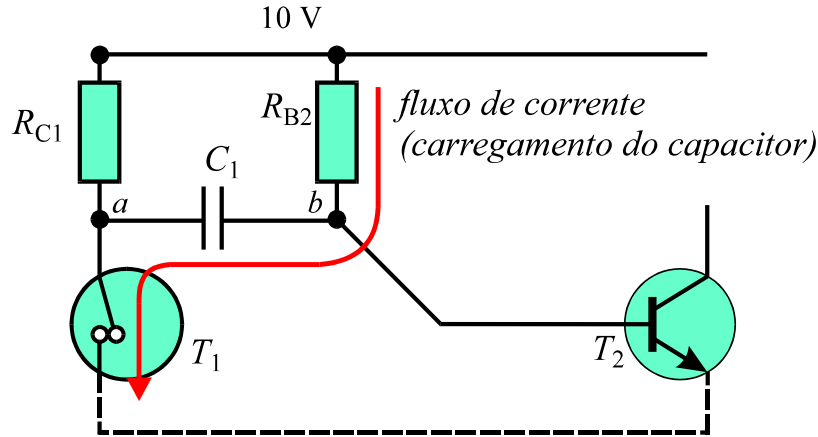 10 V
R_C1
R_B2
fluxo de corrente
(carregamento do capacitor)
C_1
a
b
T_1
T_2